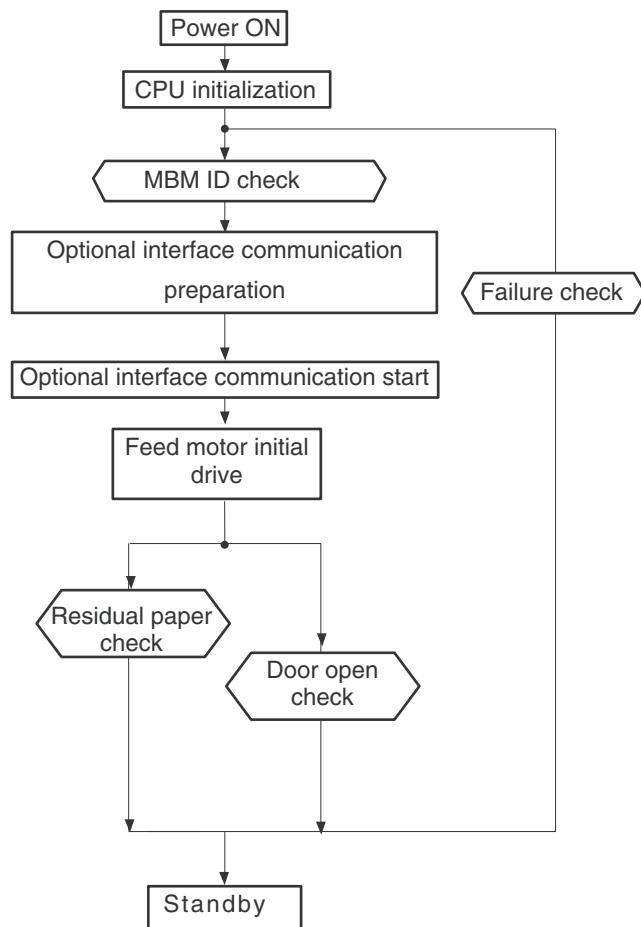 Power ON
CPU initialization
MBM ID check
Optional interface communication
preparation
Failure check
Optional interface communication start
Feed motor initial
drive
Residual paper
check
Door open
check
Standby